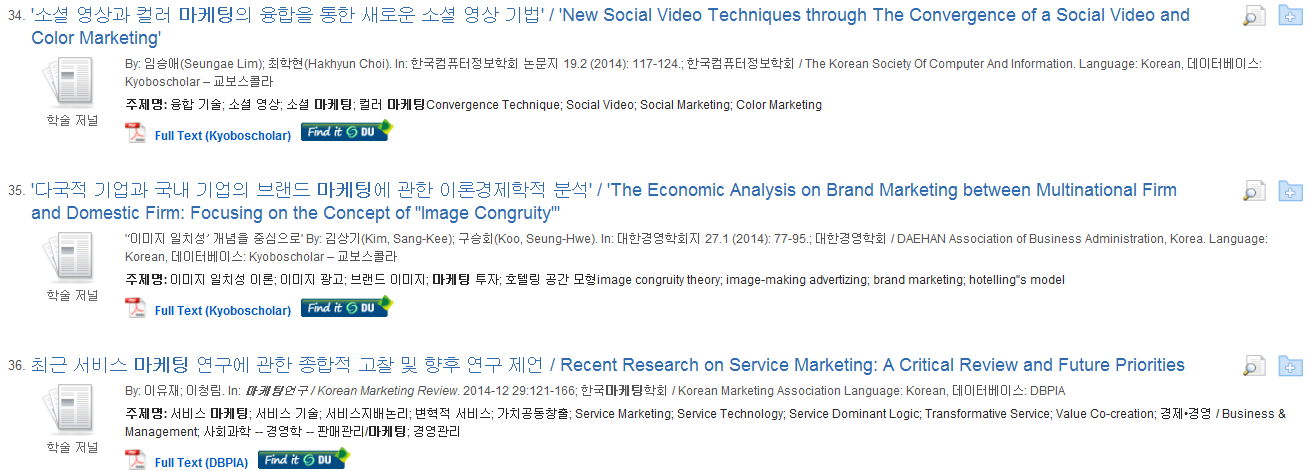 34. '소셜 영상과 컬러 마케팅의 융합을 통한 새로운 소셜 영상 기법' / 'New Social Video Techniques through The Convergence of a Social Video and
Color Marketing'
By: 임승애(Seungae Lim); 최학현(Hakhyun Choi). In: 한국컴퓨터정보학회 논문지 19.2 (2014): 117-124.; 한국컴퓨터정보학회 / The Korean Society Of Computer And Information. Language: Korean, 데이터베이스:
Kyoboscholar – 교보스콜라
주제명: 융합 기술; 소셜 영상; 소셜 마케팅; 컬러 마케팅Convergence Technique; Social Video; Social Marketing; Color Marketing
학술 저널
Full Text (Kyoboscholar) Find it @ DU
35. '다국적 기업과 국내 기업의 브랜드 마케팅에 관한 이론경제학적 분석' / 'The Economic Analysis on Brand Marketing between Multinational Firm
and Domestic Firm: Focusing on the Concept of "Image Congruity"'
'“이미지 일치성” 개념을 중심으로' By: 김상기(Kim, Sang-Kee); 구승회(Koo, Seung-Hwe). In: 대한경영학회지 27.1 (2014): 77-95.; 대한경영학회 / DAEHAN Association of Business Administration, Korea. Language:
Korean, 데이터베이스: Kyoboscholar – 교보스콜라
주제명: 이미지 일치성 이론; 이미지 광고; 브랜드 이미지; 마케팅 투자; 호텔링 공간 모형image congruity theory; image-making advertizing; brand marketing; hotelling"s model
학술 저널
Full Text (Kyoboscholar) Find it @ DU
36. 최근 서비스 마케팅 연구에 관한 종합적 고찰 및 향후 연구 제언 / Recent Research on Service Marketing: A Critical Review and Future Priorities
By: 이유재; 이청림. In: 마케팅연구 / Korean Marketing Review. 2014-12 29:121-166; 한국마케팅학회 / Korean Marketing Association Language: Korean, 데이터베이스: DBPIA
주제명: 서비스 마케팅; 서비스 기술; 서비스지배논리; 변혁적 서비스; 가치공동창출; Service Marketing; Service Technology; Service Dominant Logic; Transformative Service; Value Co-creation; 경제•경영 / Business &
Management; 사회과학 -- 경영학 -- 판매관리/마케팅; 경영관리
학술 저널
Full Text (DBPIA) Find it @ DU